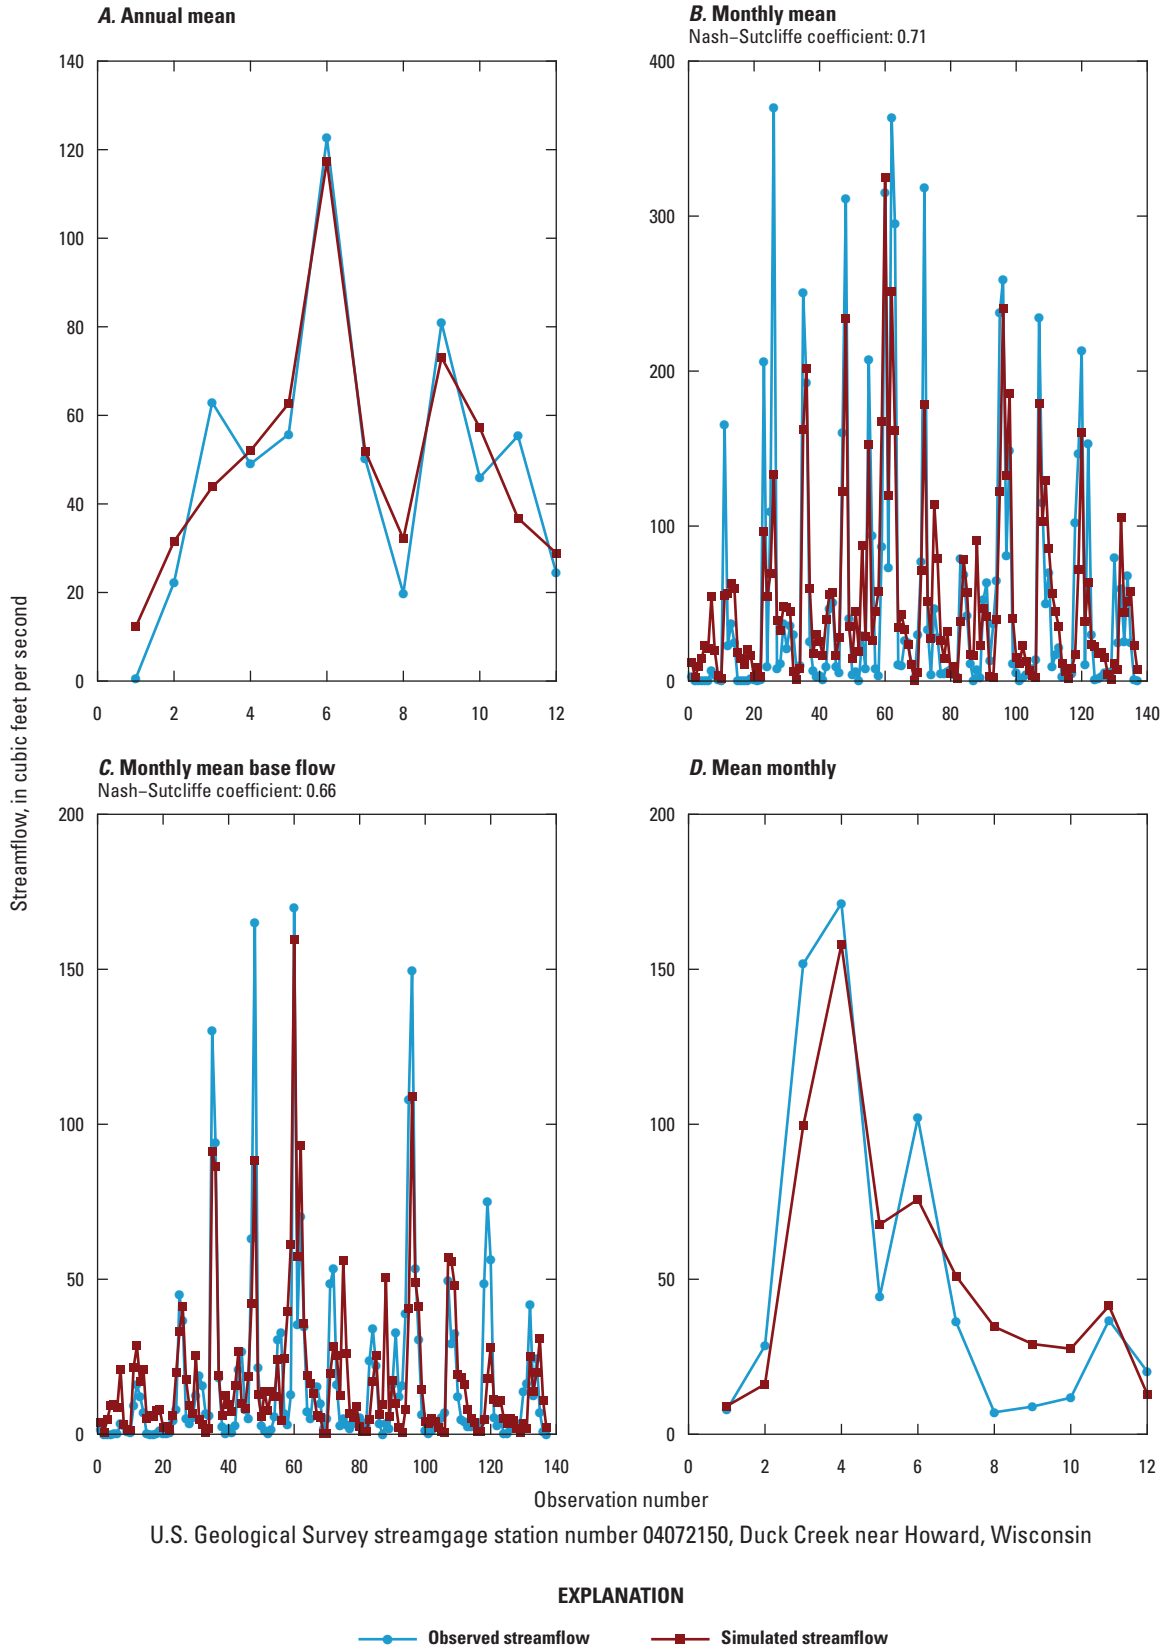 A. Annual mean
140
120
100
80
60
40
20
0
0 2 4 6 8 10 12
B. Monthly mean
Nash–Sutcliffe coefficient: 0.71
400
300
200
100
0
0 20 40 60 80 100 120 140
Streamflow, in cubic feet per second
C. Monthly mean base flow
Nash–Sutcliffe coefficient: 0.66
200
150
100
50
0
0 20 40 60 80 100 120 140
D. Mean monthly
200
150
100
50
0
0 2 4 6 8 10 12
Observation number
U.S. Geological Survey streamgage station number 04072150, Duck Creek near Howard, Wisconsin
EXPLANATION
Observed streamflow
Simulated streamflow